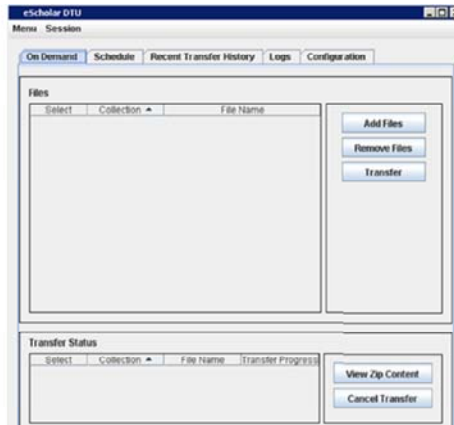 eScholar DTU
Menu Session
On Demand Schedule Recent Transfer History Logs Configuration
Files
Select Collection File Name
Add Files
Remove Files
Transfer
Transfer Status
Select Collection File Name Transfer Progress
View Zip Content
Cancel Transfer